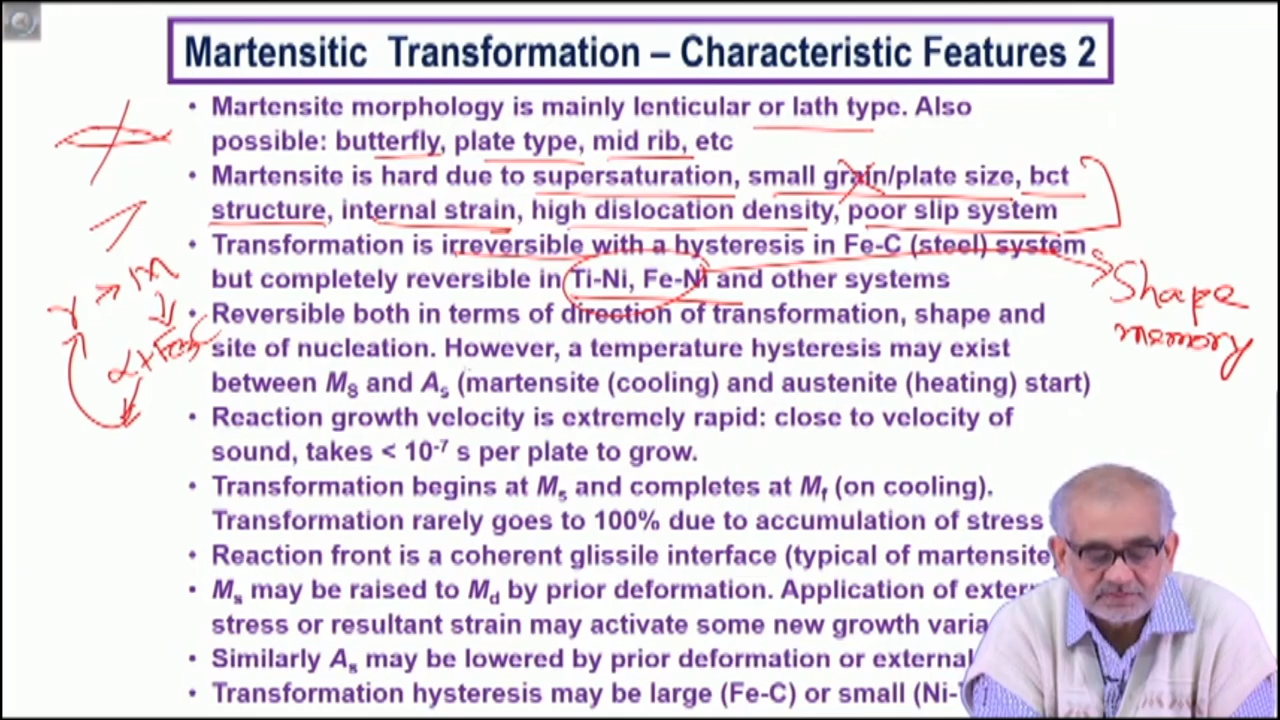 Martensitic Transformation – Characteristic Features 2
• Martensite morphology is mainly lenticular or lath type. Also
possible: butterfly, plate type, mid rib, etc
• Martensite is hard due to supersaturation, small grain/plate size, bct
structure, internal strain, high dislocation density, poor slip system
• Transformation is irreversible with a hysteresis in Fe-C (steel) system
but completely reversible in Ti-Ni, Fe-Ni and other systems
• Reversible both in terms of direction of transformation, shape and
site of nucleation. However, a temperature hysteresis may exist
between M8 and As (martensite (cooling) and austenite (heating) start)
• Reaction growth velocity is extremely rapid: close to velocity of
sound, takes < 10-7 s per plate to grow.
• Transformation begins at Ms and completes at Mf (on cooling).
Transformation rarely goes to 100% due to accumulation of stress
• Reaction front is a coherent glissile interface (typical of martensite)
• Ms may be raised to Md by prior deformation. Application of
stress or resultant strain may activate some new growth
• Similarly As may be lowered by prior deformation or external
• Transformation hysteresis may be large (Fe-C) or small
γ → m
α + Fe3C
Shape
memory